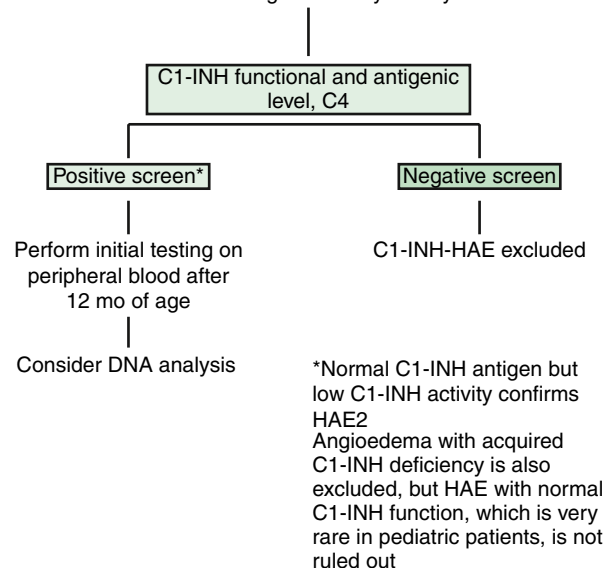 C1-INH functional and antigenic
level, C4
Positive screen*
Negative screen
Perform initial testing on
peripheral blood after
12 mo of age
C1-INH-HAE excluded
Consider DNA analysis
*Normal C1-INH antigen but
low C1-INH activity confirms
HAE2
Angioedema with acquired
C1-INH deficiency is also
excluded, but HAE with normal
C1-INH function, which is very
rare in pediatric patients, is not
ruled out